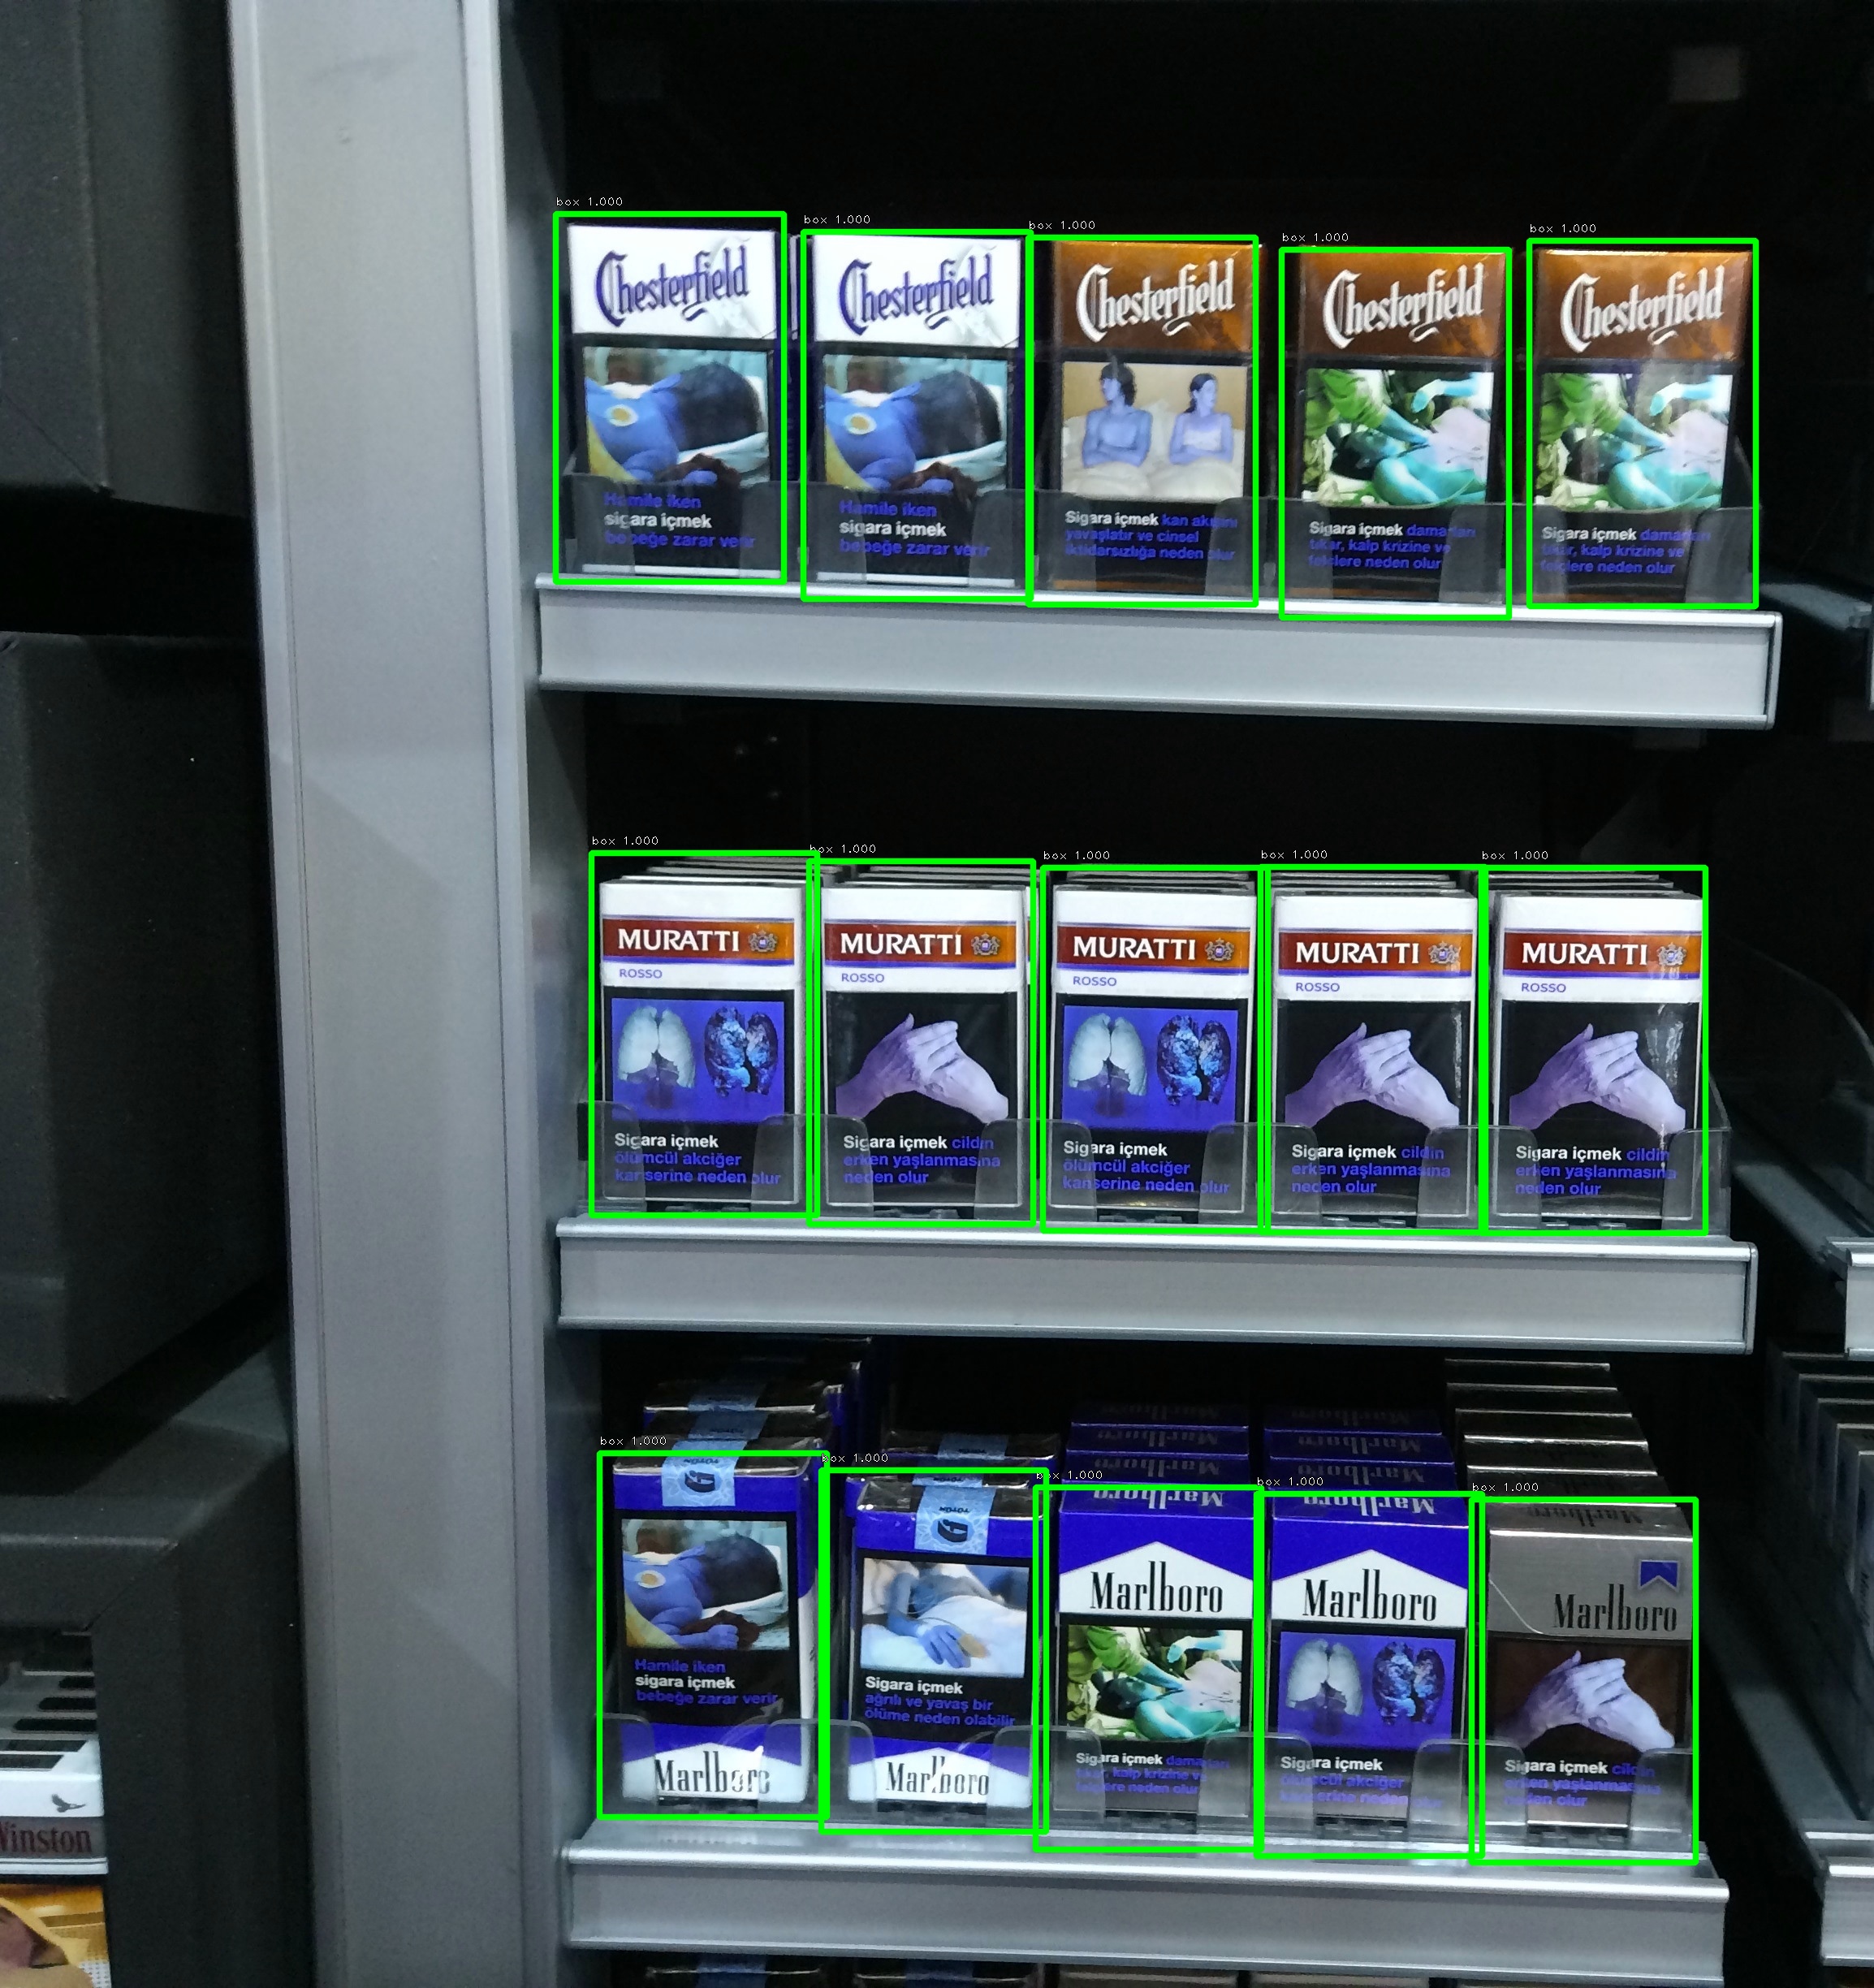 box 1.000
box 1.000
box 1.000
box 1.000
box 1.000
Chesterfield
Chesterfield
Chesterfield
Chesterfield
Chesterfield
Hamile iken
sigara içmek
bebeğe zarar verir
Hamile iken
sigara içmek
bebeğe zarar verir
Sigara içmek kan akışını
yavaşlatır ve cinsel
iktidarsızlığa neden olur
Sigara içmek damarları
tıkar, kalp krizine ve
felçlere neden olur
Sigara içmek damarları
tıkar, kalp krizine ve
felçlere neden olur
box 1.000
box 1.000
box 1.000
box 1.000
box 1.000
MURATTI
ROSSO
MURATTI
ROSSO
MURATTI
ROSSO
MURATTI
ROSSO
MURATTI
ROSSO
Sigara içmek
ölümcül akciğer
kanserine neden olur
Sigara içmek cildin
erken yaşlanmasına
neden olur
Sigara içmek
ölümcül akciğer
kanserine neden olur
Sigara içmek cildin
erken yaşlanmasına
neden olur
Sigara içmek cildin
erken yaşlanmasına
neden olur
box 1.000
box 1.000
box 1.000
box 1.000
box 1.000
Marlboro
Marlboro
Marlboro
Marlboro
Marlboro
Marlboro
Marlboro
Marlboro
Hamile iken
sigara içmek
bebeğe zarar verir
Marlboro
Sigara içmek
ağrılı ve yavaş bir
ölüme neden olabilir
Marlboro
Sigara içmek damarları
tıkar, kalp krizine ve
felçlere neden olur
Sigara içmek
ölümcül akciğer
kanserine neden olur
Sigara içmek cildin
erken yaşlanmasına
neden olur
Winston